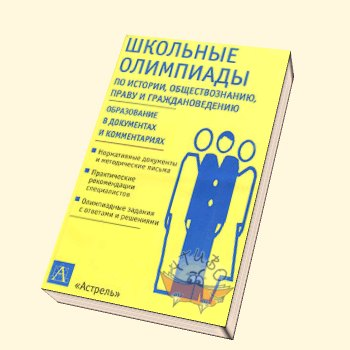 ШКОЛЬНЫЕ
ОЛИМПИАДЫ
ПО ИСТОРИИ, ОБЩЕСТВОЗНАНИЮ,
ПРАВУ И ГРАЖДАНОВЕДЕНИЮ
ОБРАЗОВАНИЕ
В ДОКУМЕНТАХ
И КОММЕНТАРИЯХ
Нормативные документы
и методические письма
Практические
рекомендации
специалистов
Олимпиадные задания
с ответами и решениями
«Астрель»